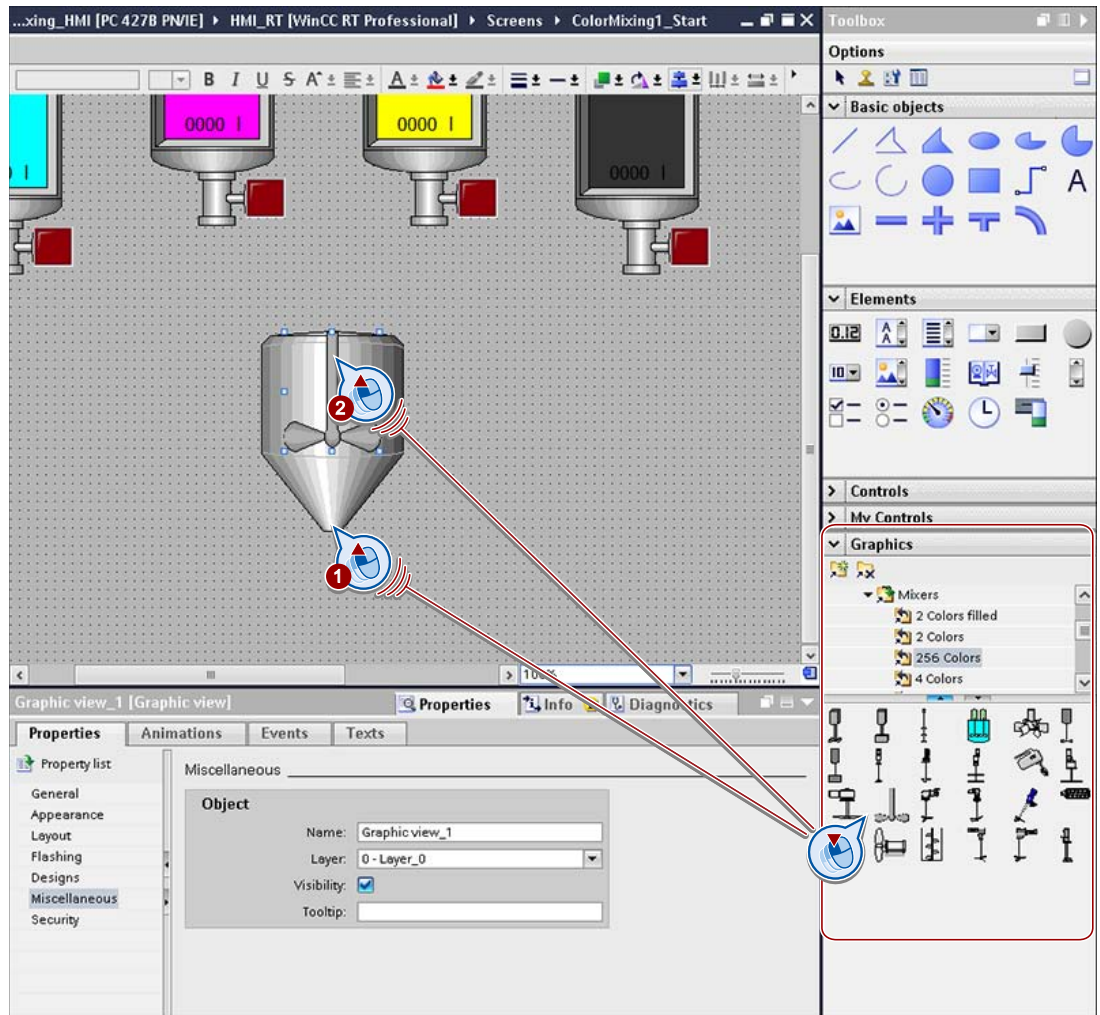 ...xing_HMI [PC 427B PN/IE] ▸ HMI_RT [WinCC RT Professional] ▸ Screens ▸ ColorMixing1_Start
Toolbox
Options
B I U S A A
Basic objects
A
Elements
0.12 A A
10
Controls
My Controls
Graphics
Mixers
2 Colors filled
2 Colors
256 Colors
4 Colors
0000 l
0000 l
0000 l
l
2
1
100%
Graphic view_1 [Graphic view]
Properties Info Diagnostics
Properties Animations Events Texts
Property list
General
Appearance
Layout
Flashing
Designs
Miscellaneous
Security
Miscellaneous
Object
Name: Graphic view_1
Layer: 0 - Layer_0
Visibility:
Tooltip: